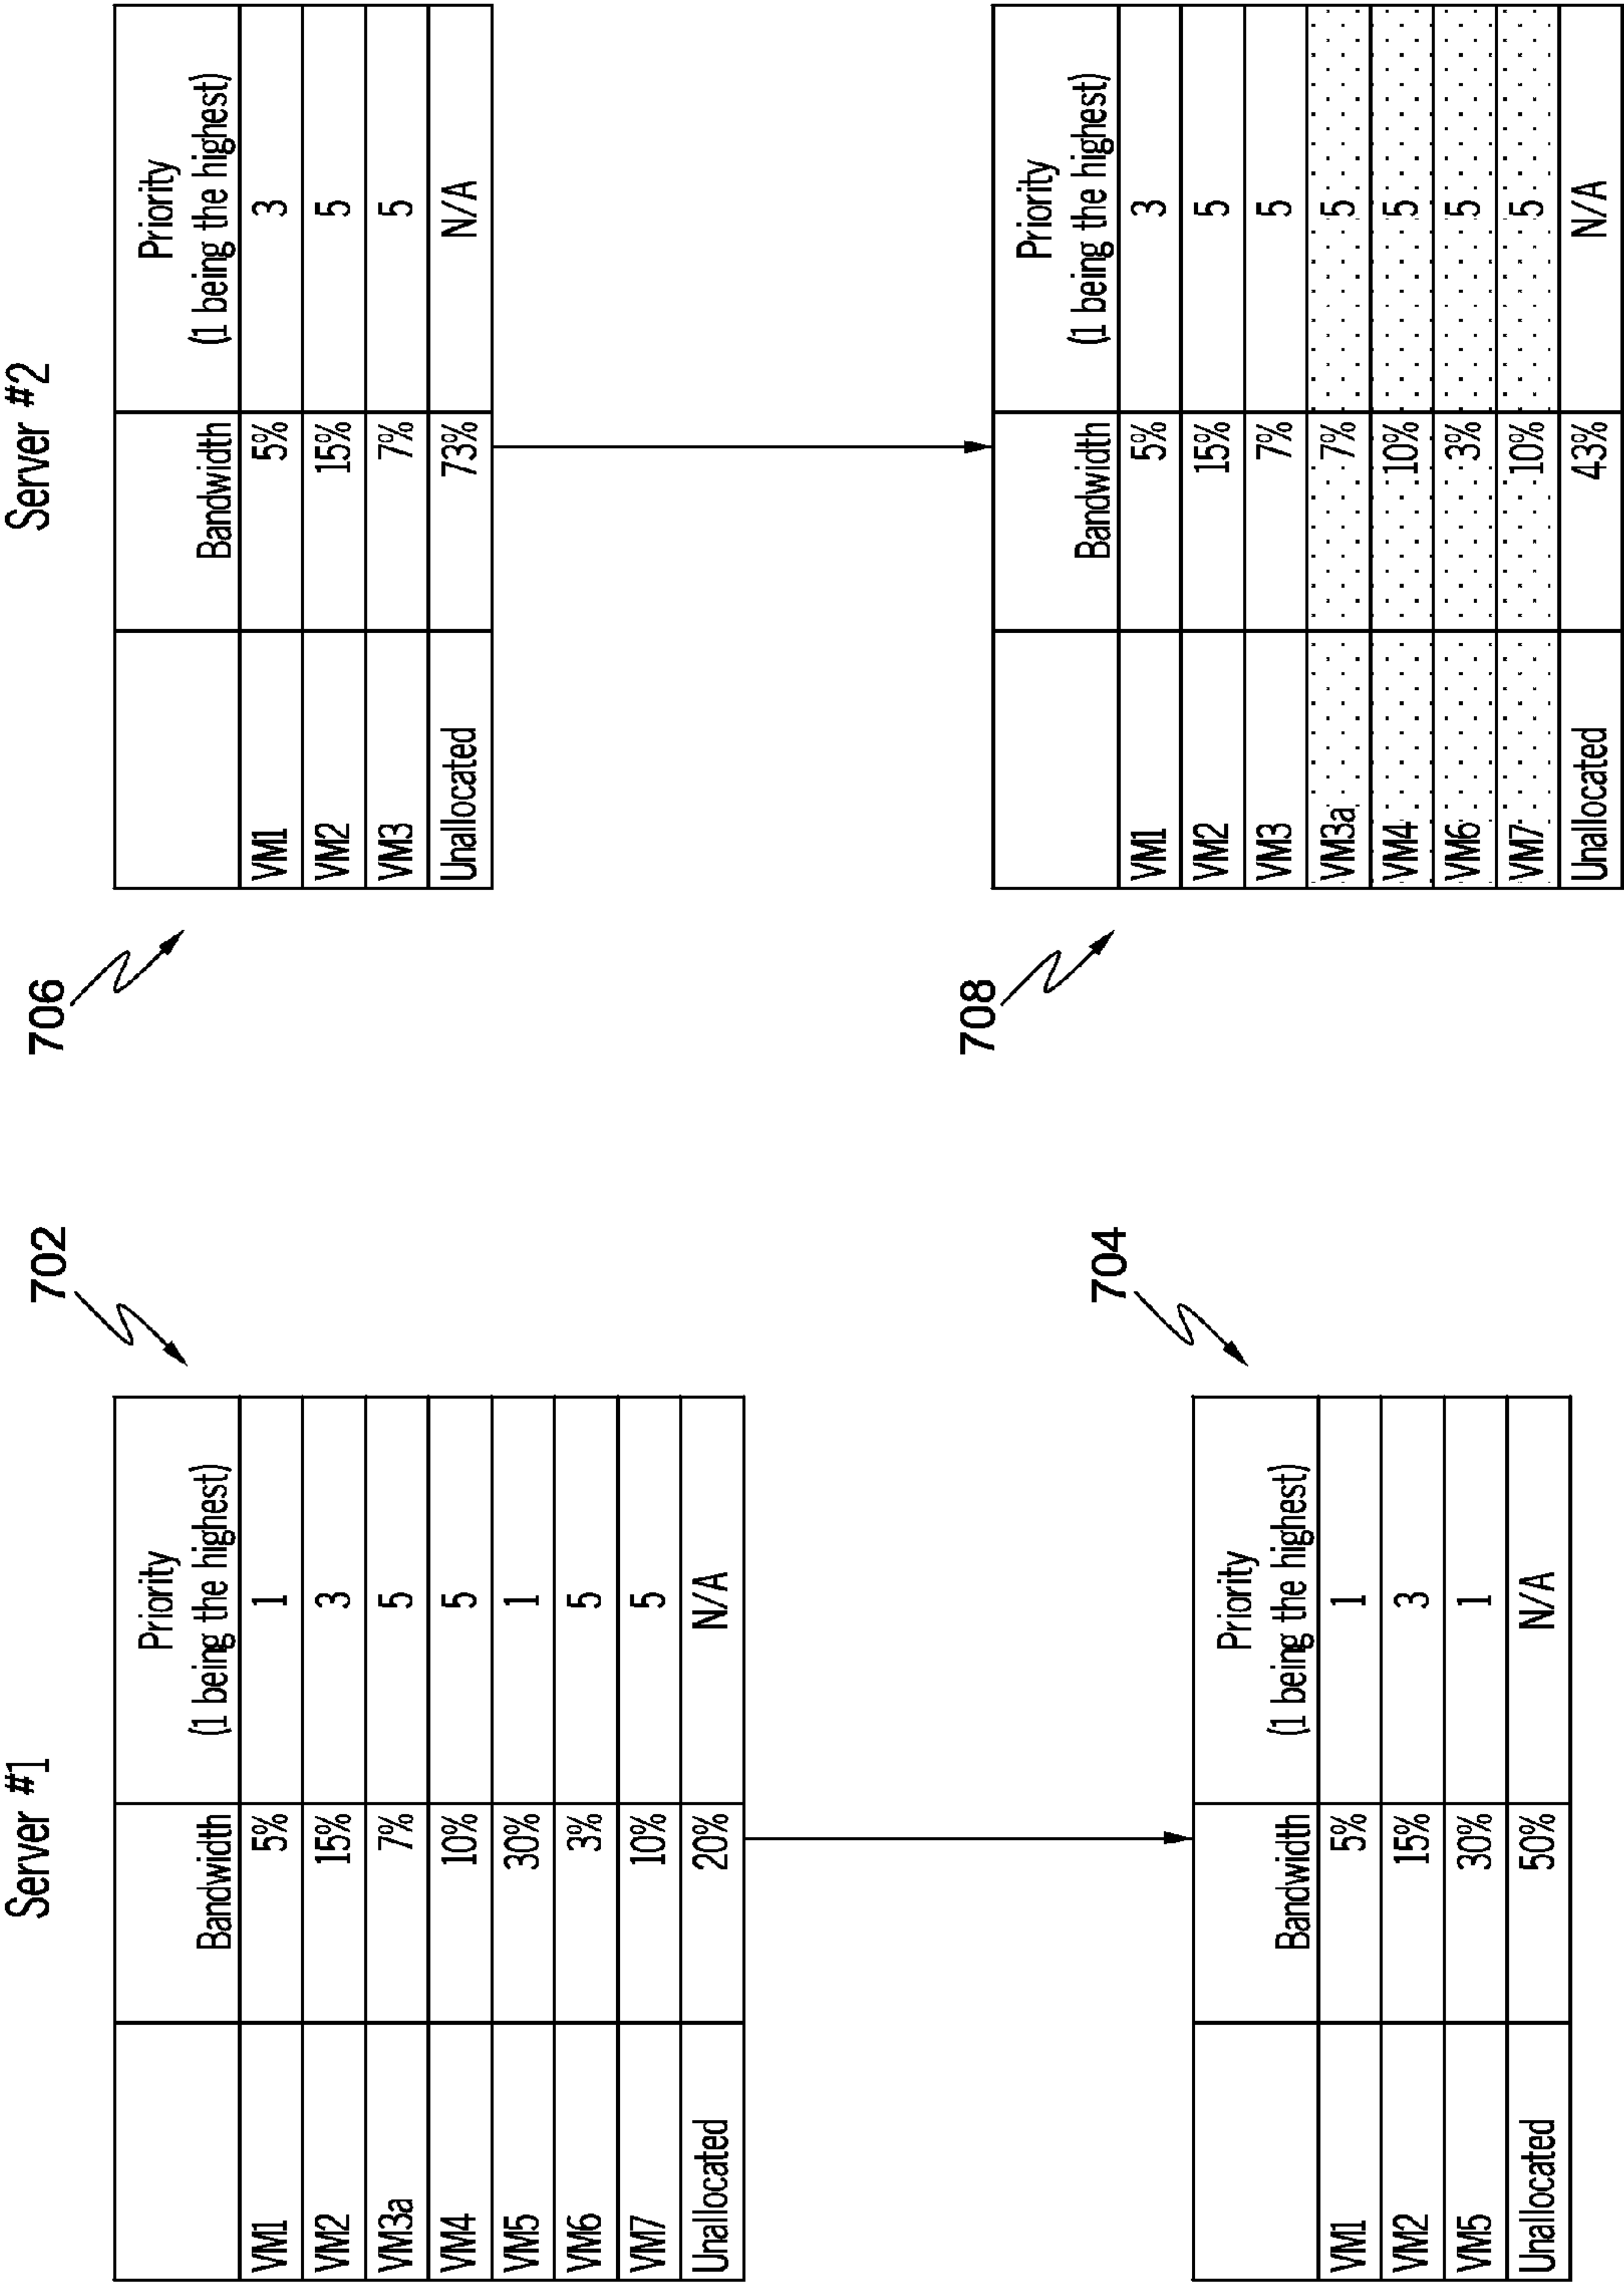 Server #1
702
Bandwidth Priority
(1 being the highest)
VM1 5% 1
VM2 15% 3
VM3a 7% 5
VM4 10% 5
VM5 30% 1
VM6 3% 5
VM7 10% 5
Unallocated 20% N/A
704
Bandwidth Priority
(1 being the highest)
VM1 5% 1
VM2 15% 3
VM5 30% 1
Unallocated 50% N/A
Server #2
706
Bandwidth Priority
(1 being the highest)
VM1 5% 3
VM2 15% 5
VM3 7% 5
Unallocated 73% N/A
708
Bandwidth Priority
(1 being the highest)
VM1 5% 3
VM2 15% 5
VM3 7% 5
VM3a 7% 5
VM4 10% 5
VM6 3% 5
VM7 10% 5
Unallocated 43% N/A